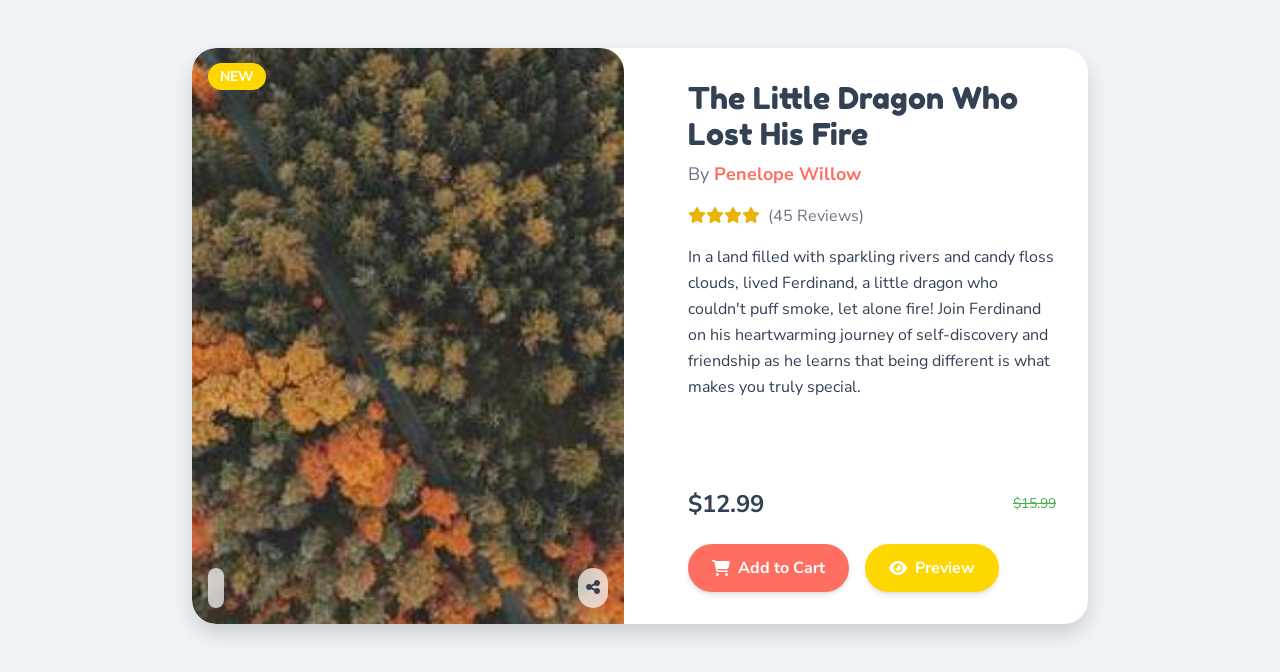 NEW
The Little Dragon Who
Lost His Fire
By Penelope Willow
(45 Reviews)
In a land filled with sparkling rivers and candy floss
clouds, lived Ferdinand, a little dragon who
couldn't puff smoke, let alone fire! Join Ferdinand
on his heartwarming journey of self-discovery and
friendship as he learns that being different is what
makes you truly special.
$12.99
$15.99
Add to Cart
Preview